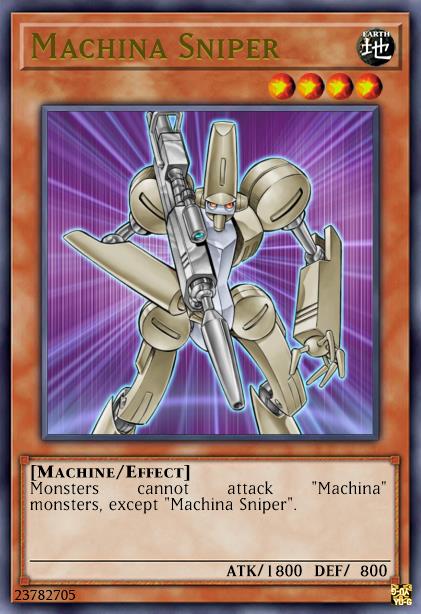 MACHINA SNIPER
EARTH
地
[MACHINE/EFFECT]
Monsters cannot attack "Machina"
monsters, except "Machina Sniper".
ATK/1800 DEF/ 800
23782705